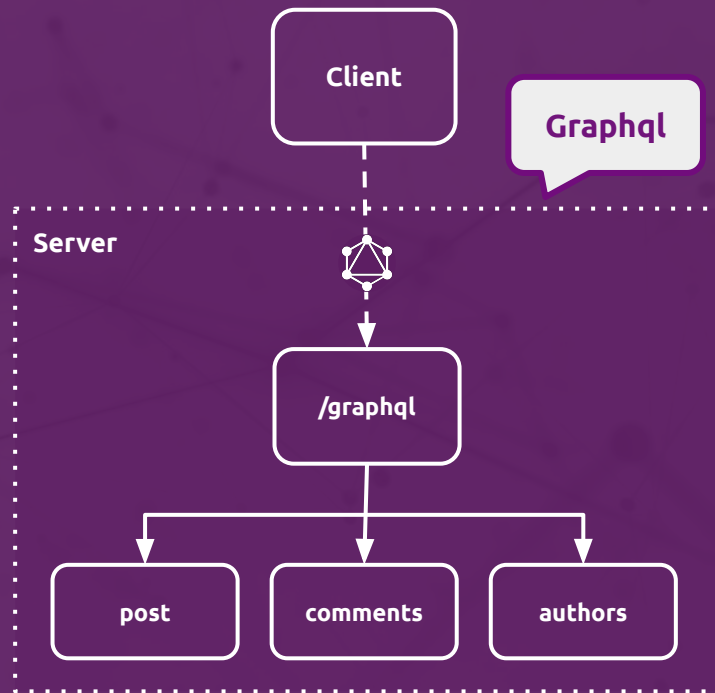 Client
Graphql
Server
/graphql
post
comments
authors